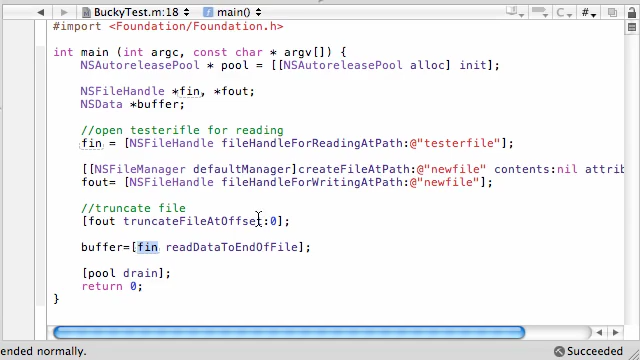 BuckyTest.m:18 main()
#import <Foundation/Foundation.h>
int main (int argc, const char * argv[]) {
NSAutoreleasePool * pool = [[NSAutoreleasePool alloc] init];
NSFileHandle *fin, *fout;
NSData *buffer;
//open testerifle for reading
fin = [NSFileHandle fileHandleForReadingAtPath:@"testerfile"];
[[NSFileManager defaultManager]createFileAtPath:@"newfile" contents:nil attrib
fout= [NSFileHandle fileHandleForWritingAtPath:@"newfile"];
//truncate file
[fout truncateFileAtOffset:0];
buffer=[fin readDataToEndOfFile];
[pool drain];
return 0;
}
ended normally. Succeeded